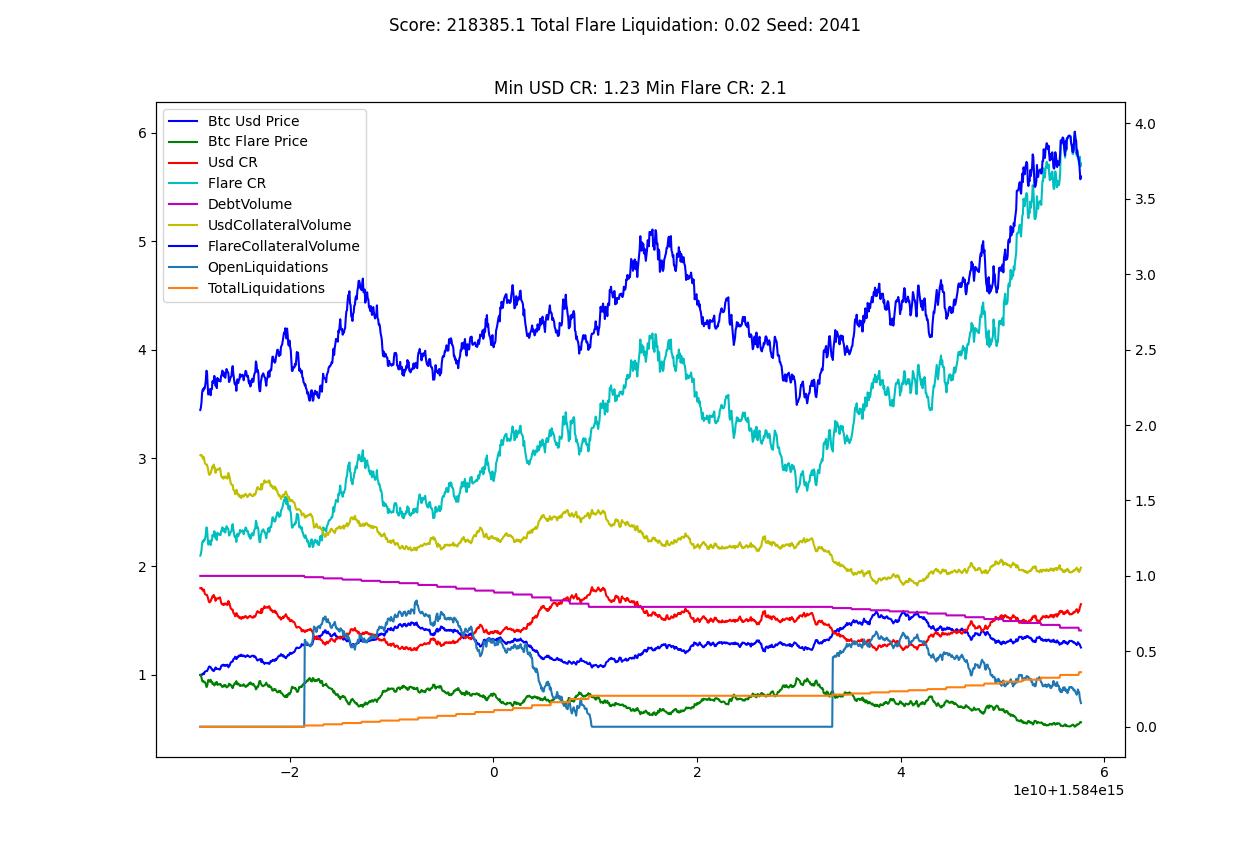 Score: 218385.1 Total Flare Liquidation: 0.02 Seed: 2041
Min USD CR: 1.23 Min Flare CR: 2.1
Btc Usd Price
Btc Flare Price
Usd CR
Flare CR
DebtVolume
UsdCollateralVolume
FlareCollateralVolume
OpenLiquidations
TotalLiquidations
6
5
4
3
2
1
4.0
3.5
3.0
2.5
2.0
1.5
1.0
0.5
0.0
−2 0 2 4 6
1e10+1.584e15